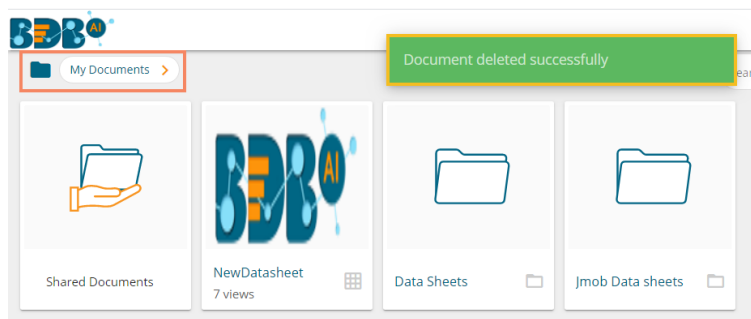 BDB AI
Document deleted successfully
My Documents
ear
BDB AI
NewDatasheet
Shared Documents
7 views
Data Sheets
Jmob Data sheets